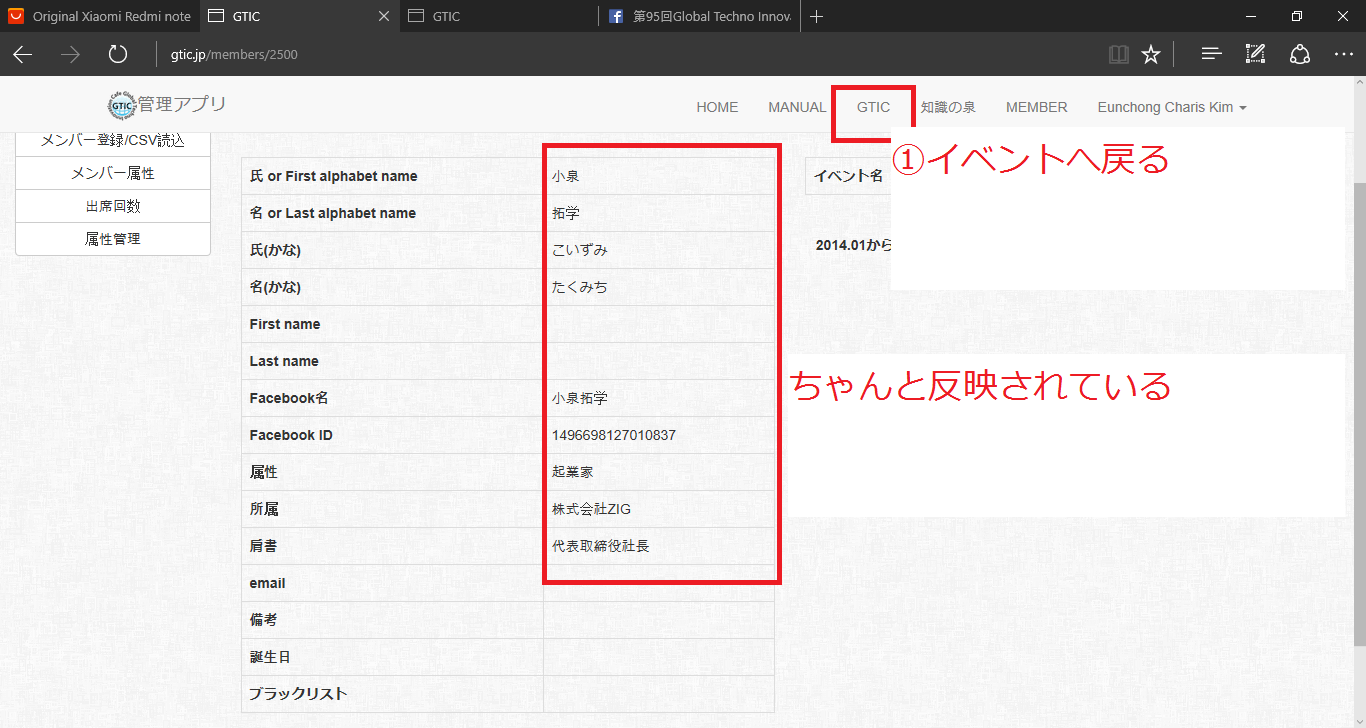 Original Xiaomi Redmi note
GTIC
GTIC
第95回Global Techno Innov
gtic.jp/members/2500
GTIC 管理アプリ
HOME MANUAL GTIC 知識の泉 MEMBER Eunchong Charis Kim
メンバー登録/CSV読込
メンバー属性
出席回数
属性管理
氏 or First alphabet name 小泉
名 or Last alphabet name 拓学
氏(かな) こいずみ
名(かな) たくみち
First name
Last name
Facebook名 小泉拓学
Facebook ID 1496698127010837
属性 起業家
所属 株式会社ZIG
肩書 代表取締役社長
email
備考
誕生日
ブラックリスト
イベント名
2014.01から
①イベントへ戻る
ちゃんと反映されている